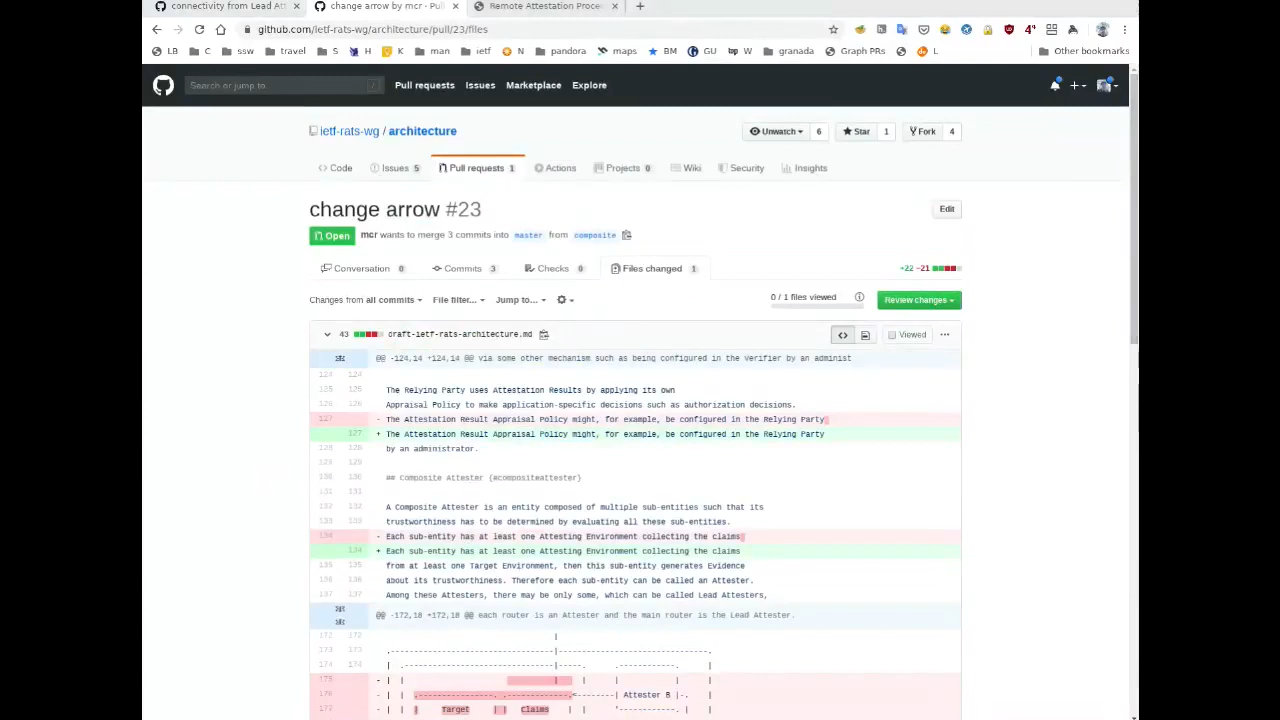 connectivity from Lead Att
change arrow by mcr · Pull
Remote Attestation Proce
github.com/ietf-rats-wg/architecture/pull/23/files
LB C ssw travel S H K man ietf N pandora maps BM GU W granada Graph PRs L Other bookmarks
Search or jump to... /
Pull requests Issues Marketplace Explore
ietf-rats-wg / architecture
Unwatch 6 Star 1 Fork 4
Code Issues 5 Pull requests 1 Actions Projects 0 Wiki Security Insights
change arrow #23
Edit
Open mcr wants to merge 3 commits into master from composite
Conversation 0 Commits 3 Checks 0 Files changed 1 +22 −21
Changes from all commits File filter... Jump to... 0 / 1 files viewed Review changes
43 draft-ietf-rats-architecture.md Viewed
@@ -124,14 +124,14 @@ via some other mechanism such as being configured in the Verifier by an administ
124 124
125 125 The Relying Party uses Attestation Results by applying its own
126 126 Appraisal Policy to make application-specific decisions such as authorization decisions.
127 - The Attestation Result Appraisal Policy might, for example, be configured in the Relying Party
127 + The Attestation Result Appraisal Policy might, for example, be configured in the Relying Party
128 128 by an administrator.
129 129
130 130 ## Composite Attester {#compositeattester}
131 131
132 132 A Composite Attester is an entity composed of multiple sub-entities such that its
133 133 trustworthiness has to be determined by evaluating all these sub-entities.
134 - Each sub-entity has at least one Attesting Environment collecting the claims
134 + Each sub-entity has at least one Attesting Environment collecting the claims
135 135 from at least one Target Environment, then this sub-entity generates Evidence
136 136 about its trustworthiness. Therefore each sub-entity can be called an Attester.
137 137 Among these Attesters, there may be only some, which can be called Lead Attesters,
@@ -172,18 +172,18 @@ each router is an Attester and the main router is the Lead Attester.
172 172 |
173 173 .------------------------------------|---------------------------------.
174 174 | .----------------------------------|-----. .------------. |
175 - | | | | | | |
176 - | | .-----------------. .-------------.<--------| Attester B |-. |
177 - | | | Target | | Claims | | '------------. | |